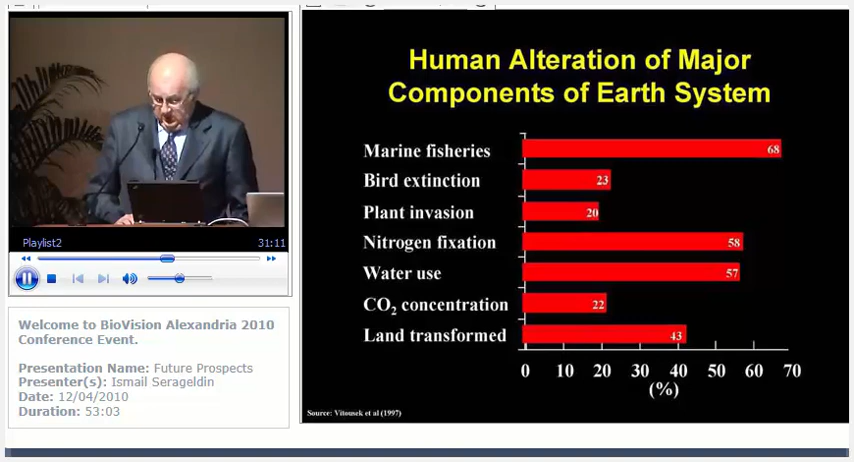 Playlist2 31:11
Welcome to BioVision Alexandria 2010
Conference Event.
Presentation Name: Future Prospects
Presenter(s): Ismail Serageldin
Date: 12/04/2010
Duration: 53:03
Human Alteration of Major
Components of Earth System
Marine fisheries 68
Bird extinction 23
Plant invasion 20
Nitrogen fixation 58
Water use 57
CO₂ concentration 22
Land transformed 43
0 10 20 30 40 50 60 70
(%)
Source: Vitousek et al (1997)